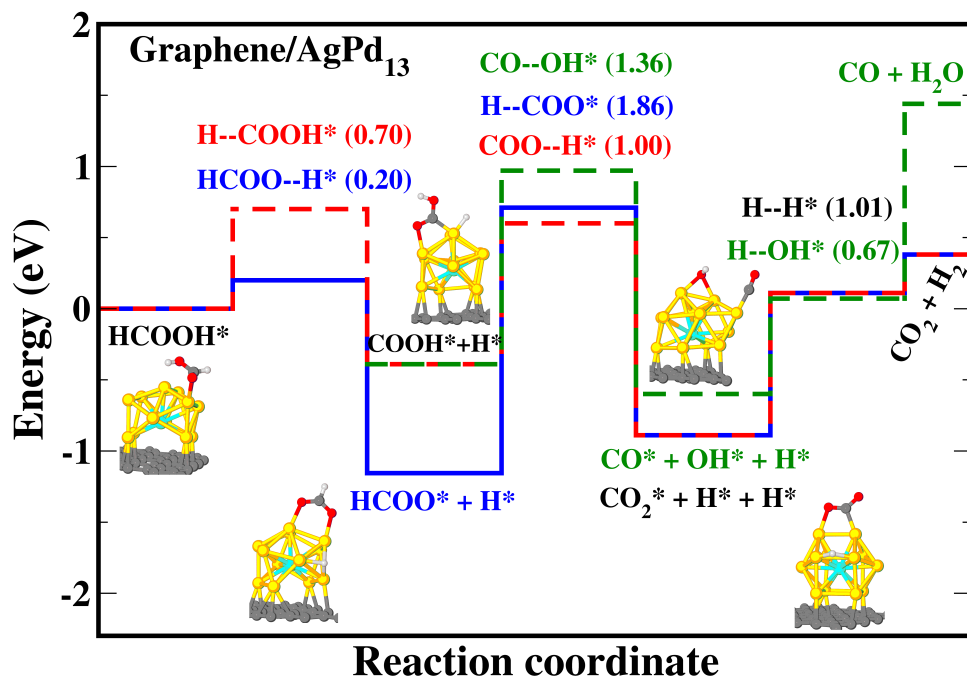 2
1
0
-1
-2
Energy (eV)
Reaction coordinate
Graphene/AgPd₁₃
H--COOH* (0.70)
HCOO--H* (0.20)
CO--OH* (1.36)
H--COO* (1.86)
COO--H* (1.00)
CO + H₂O
H--H* (1.01)
H--OH* (0.67)
CO₂ + H₂
HCOOH*
COOH*+H*
HCOO* + H*
CO* + OH* + H*
CO₂* + H* + H*